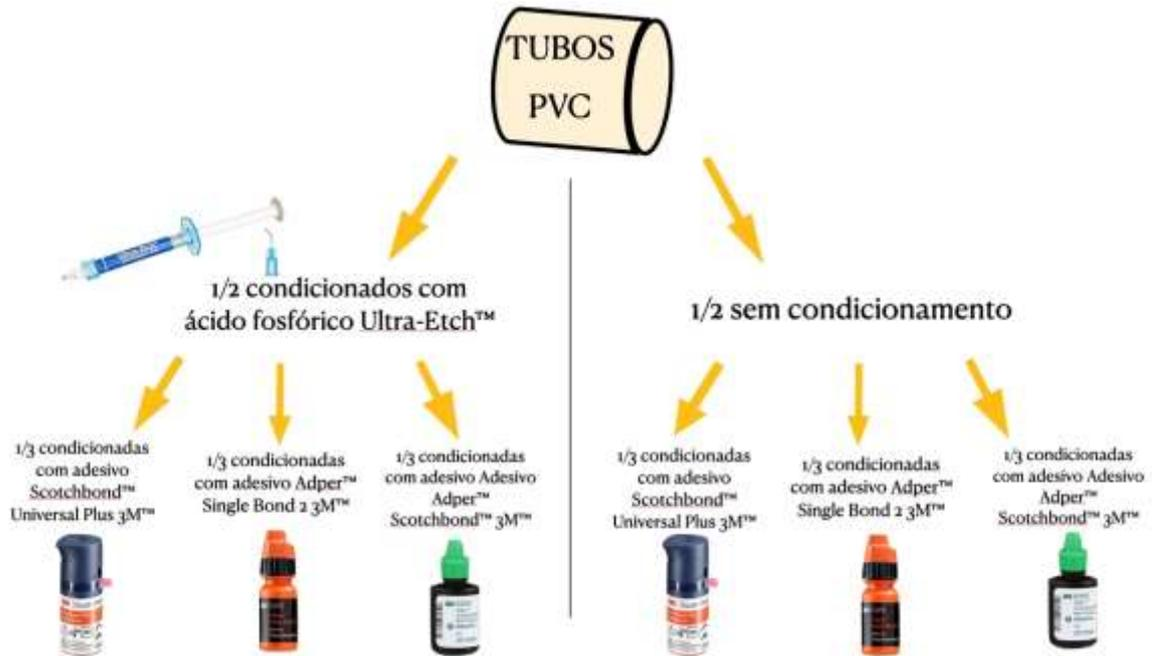 TUBOS
PVC
1/2 condicionados com
ácido fosfórico Ultra-Etch™
1/2 sem condicionamento
1/3 condicionadas
com adesivo
Scotchbond™
Universal Plus 3M™
1/3 condicionadas
com adesivo Adper™
Single Bond 2 3M™
1/3 condicionadas
com adesivo Adesivo
Adper™
Scotchbond™ 3M™
1/3 condicionadas
com adesivo
Scotchbond™
Universal Plus 3M™
1/3 condicionadas
com adesivo Adper™
Single Bond 2 3M™
1/3 condicionadas
com adesivo Adesivo
Adper™
Scotchbond™ 3M™